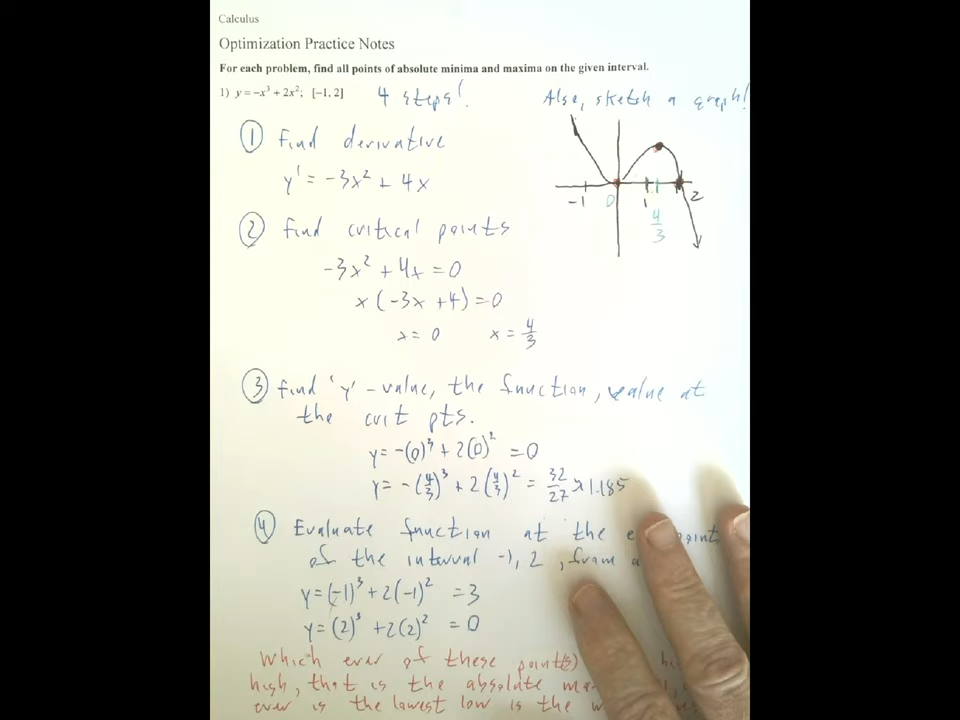 Calculus
Optimization Practice Notes
For each problem, find all points of absolute minima and maxima on the given interval.
1) y = −x³ + 2x²; [−1, 2] 4 steps! Also, sketch a graph!
① Find derivative
y' = -3x² + 4x
-1 0 1 2
4/3
② Find critical points
-3x² + 4x = 0
x(-3x + 4) = 0
x = 0 x = 4/3
③ Find 'y'-value, the function, value at
the crit pts.
y = -(0)³ + 2(0)² = 0
y = -(4/3)³ + 2(4/3)² = 32/27 ≈ 1.185
④ Evaluate function at the
of the interval -1, 2, from
y = (-1)³ + 2(-1)² = 3
y = (2)³ + 2(2)² = 0
Which ever of these point(s)
high, that is the absolute
ever is the lowest low is the